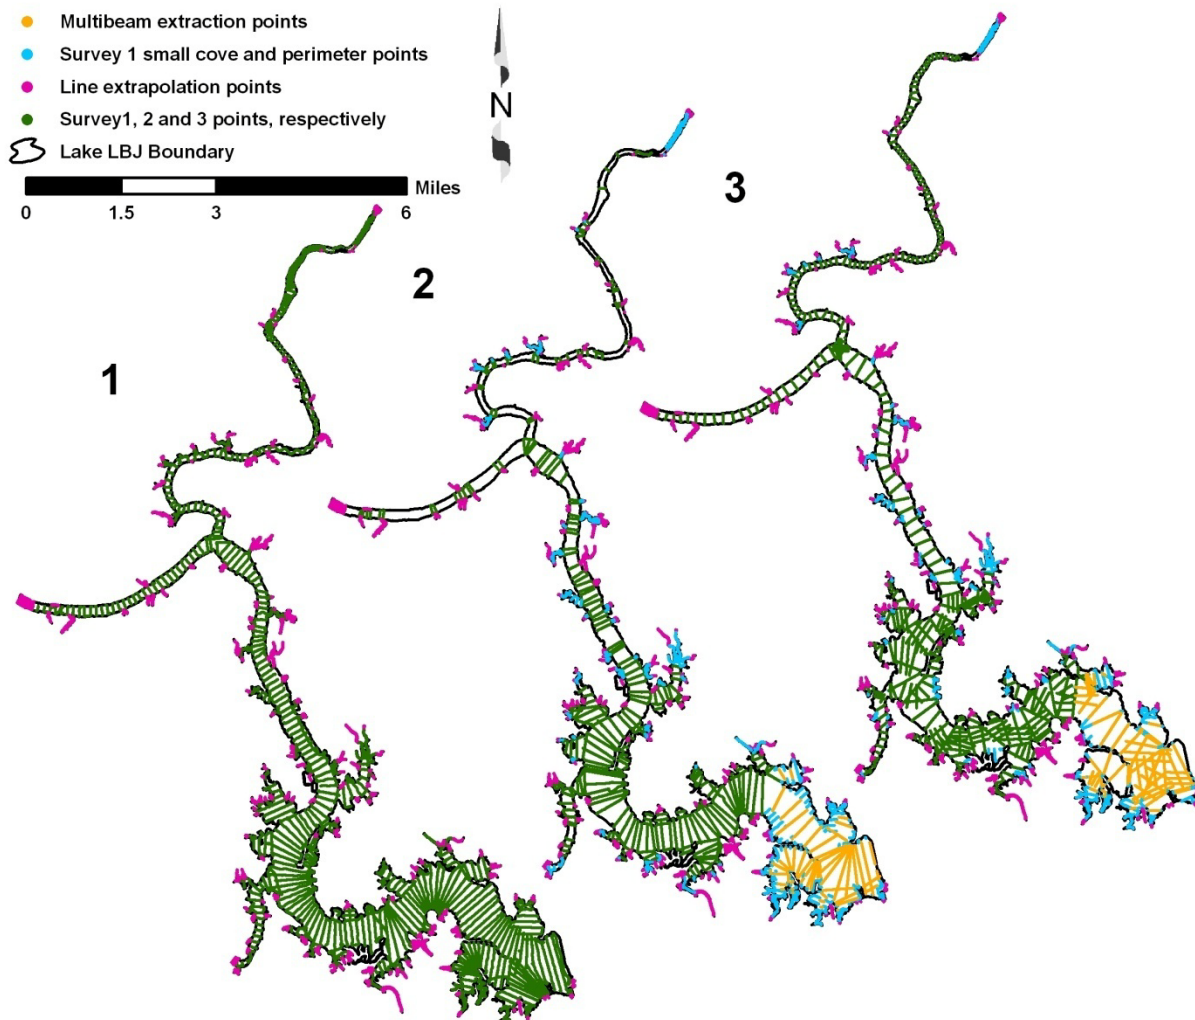 Multibeam extraction points
Survey 1 small cove and perimeter points
Line extrapolation points
Survey1, 2 and 3 points, respectively
Lake LBJ Boundary
Miles
0 1.5 3 6
N
1
2
3